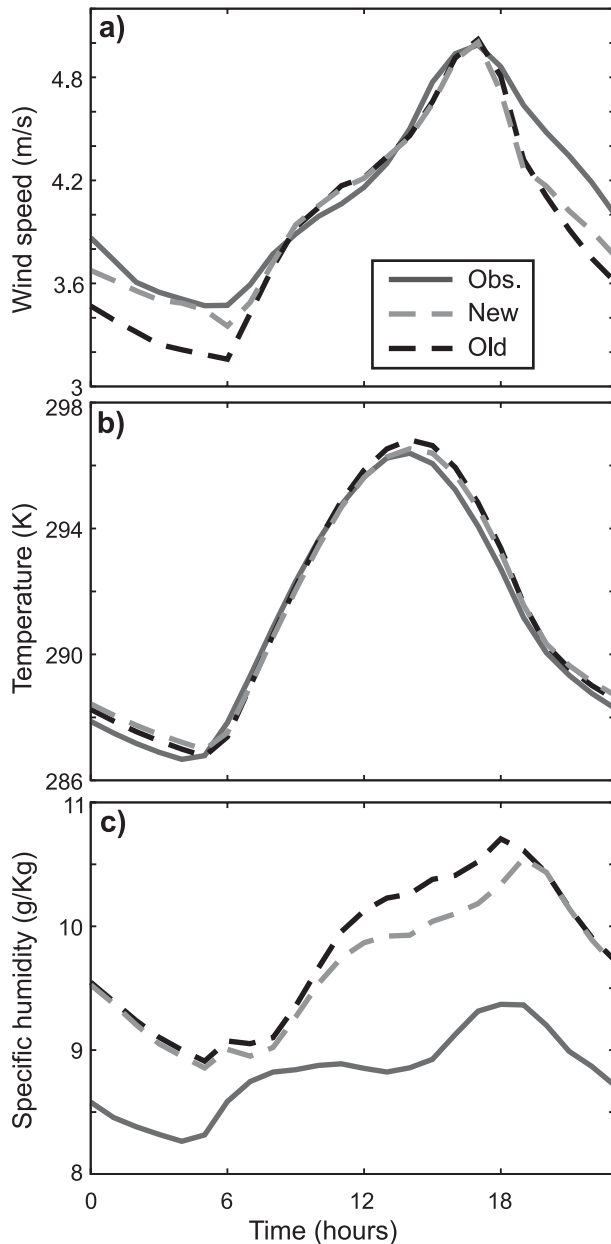 a)
Wind speed (m/s)
4.8
4.2
3.6
3
Obs.
New
Old
b)
Temperature (K)
298
294
290
286
c)
Specific humidity (g/Kg)
11
10
9
8
0
6
12
18
Time (hours)